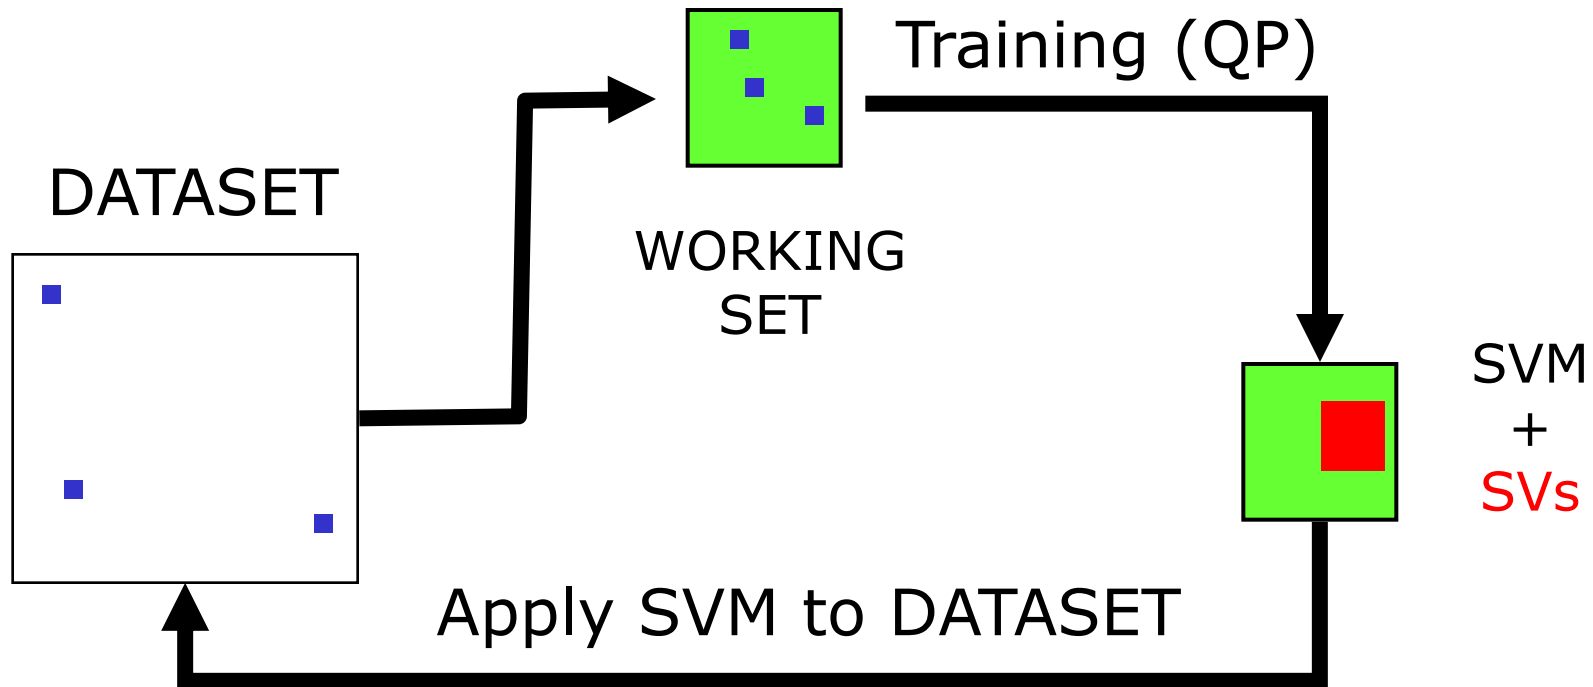 Training (QP)
DATASET
WORKING
SET
SVM
+
SVs
Apply SVM to DATASET